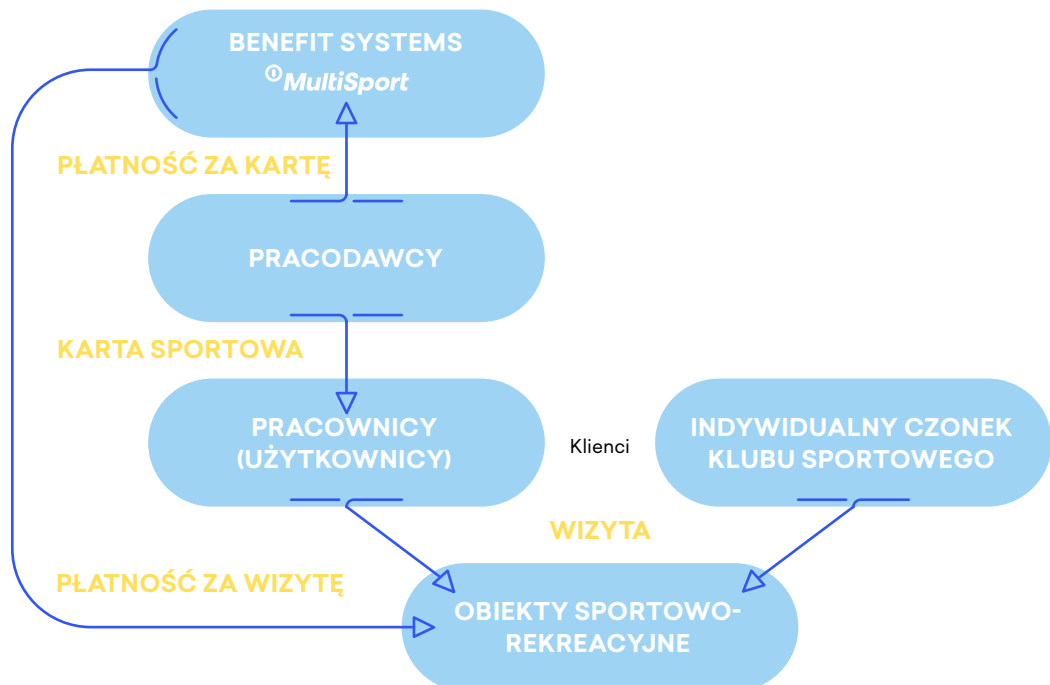 BENEFIT SYSTEMS
MultiSport
PŁATNOŚĆ ZA KARTĘ
PRACODAWCY
KARTA SPORTOWA
PRACOWNICY
(UŻYTKOWNICY)
Klienci
INDYWIDUALNY CZONEK
KLUBU SPORTOWEGO
WIZYTA
PŁATNOŚĆ ZA WIZYTĘ
OBIEKTY SPORTOWO-
REKREACYJNE